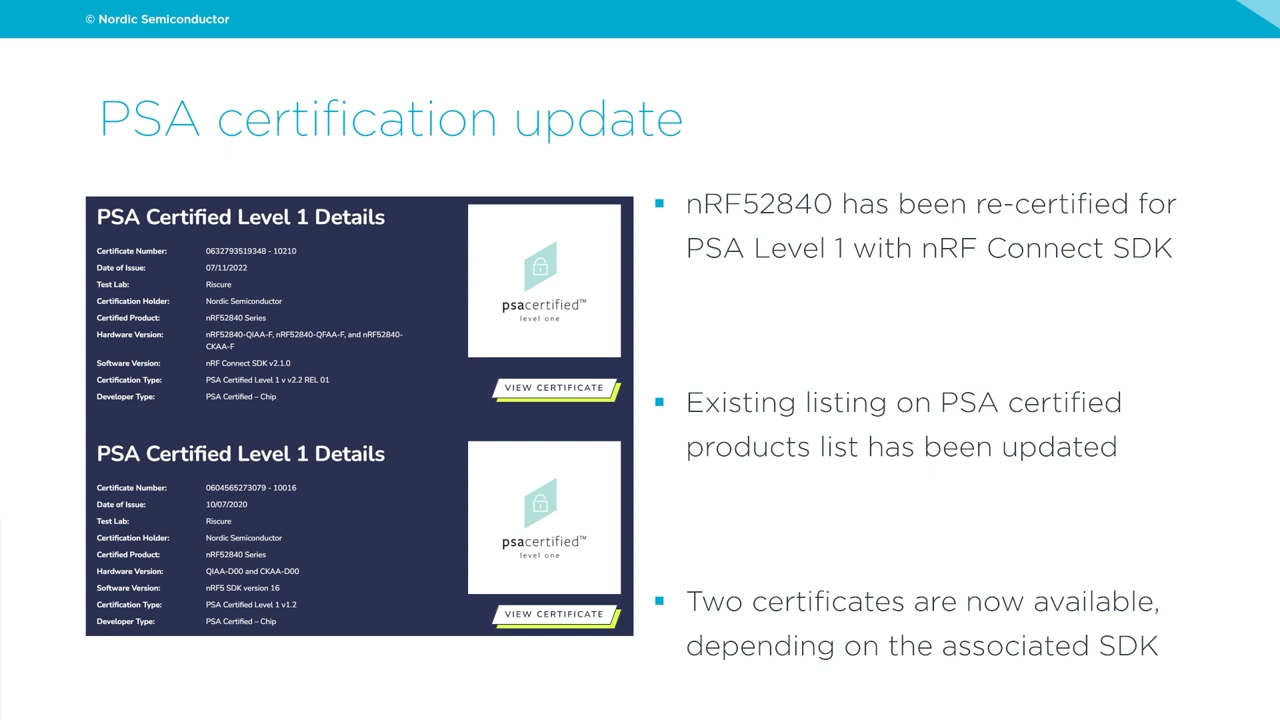 © Nordic Semiconductor
PSA certification update
PSA Certified Level 1 Details
Certificate Number: 0632793519348 - 10210
Date of Issue: 07/11/2022
Test Lab: Riscure
Certification Holder: Nordic Semiconductor
Certified Product: nRF52840 Series
Hardware Version: nRF52840-QIAA-F, nRF52840-QFAA-F, and nRF52840-
CKAA-F
Software Version: nRF Connect SDK v2.1.0
Certification Type: PSA Certified Level 1 v v2.2 REL 01
Developer Type: PSA Certified – Chip
psacertified™
level one
VIEW CERTIFICATE
PSA Certified Level 1 Details
Certificate Number: 0604565273079 - 10016
Date of Issue: 10/07/2020
Test Lab: Riscure
Certification Holder: Nordic Semiconductor
Certified Product: nRF52840 Series
Hardware Version: QIAA-D00 and CKAA-D00
Software Version: nRF5 SDK version 16
Certification Type: PSA Certified Level 1 v1.2
Developer Type: PSA Certified – Chip
psacertified™
level one
VIEW CERTIFICATE
▪ nRF52840 has been re-certified for
PSA Level 1 with nRF Connect SDK
▪ Existing listing on PSA certified
products list has been updated
▪ Two certificates are now available,
depending on the associated SDK